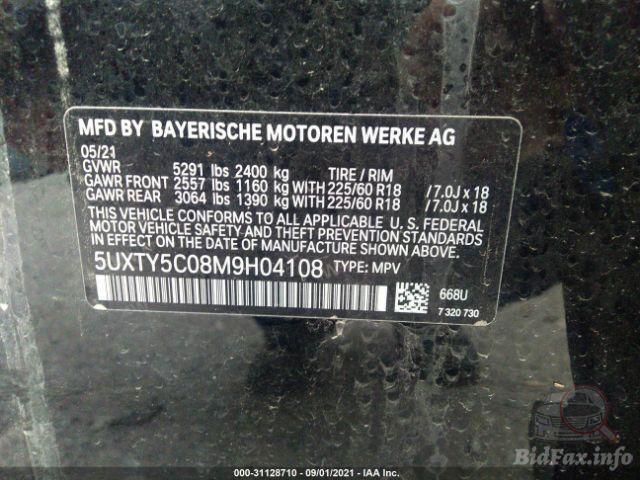 MFD BY BAYERISCHE MOTOREN WERKE AG
05/21
GVWR 5291 lbs 2400 kg TIRE / RIM
GAWR FRONT 2557 lbs 1160 kg WITH 225/60 R18 /7.0J x 18
GAWR REAR 3064 lbs 1390 kg WITH 225/60 R18 /7.0J x 18
THIS VEHICLE CONFORMS TO ALL APPLICABLE U. S. FEDERAL
MOTOR VEHICLE SAFETY AND THEFT PREVENTION STANDARDS
IN EFFECT ON THE DATE OF MANUFACTURE SHOWN ABOVE.
5UXTY5C08M9H04108 TYPE: MPV
668U
7 320 730
000-31128710 - 09/01/2021 - IAA Inc.
BidFax.info